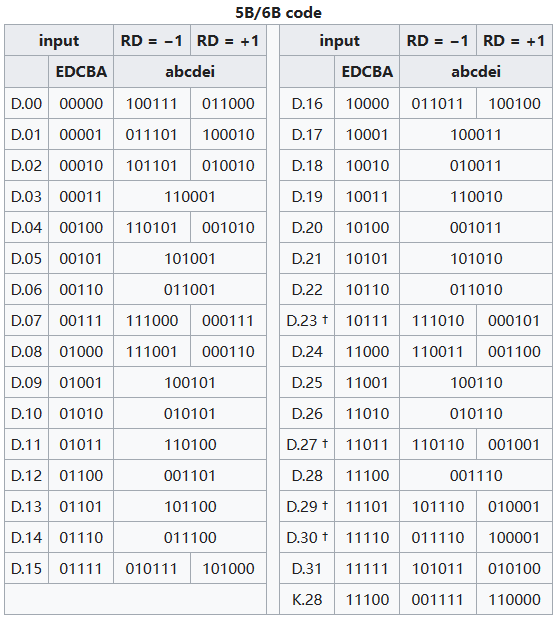 5B/6B code
input RD = −1 RD = +1 input RD = −1 RD = +1
EDCBA abcdei EDCBA abcdei
D.00 00000 100111 011000 D.16 10000 011011 100100
D.01 00001 011101 100010 D.17 10001 100011
D.02 00010 101101 010010 D.18 10010 010011
D.03 00011 110001 D.19 10011 110010
D.04 00100 110101 001010 D.20 10100 001011
D.05 00101 101001 D.21 10101 101010
D.06 00110 011001 D.22 10110 011010
D.07 00111 111000 000111 D.23 † 10111 111010 000101
D.08 01000 111001 000110 D.24 11000 110011 001100
D.09 01001 100101 D.25 11001 100110
D.10 01010 010101 D.26 11010 010110
D.11 01011 110100 D.27 † 11011 110110 001001
D.12 01100 001101 D.28 11100 001110
D.13 01101 101100 D.29 † 11101 101110 010001
D.14 01110 011100 D.30 † 11110 011110 100001
D.15 01111 010111 101000 D.31 11111 101011 010100
K.28 11100 001111 110000